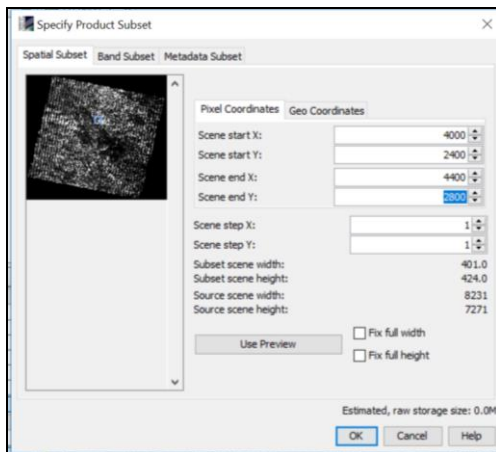 Specify Product Subset
Spatial Subset Band Subset Metadata Subset
Pixel Coordinates Geo Coordinates
Scene start X: 4000
Scene start Y: 2400
Scene end X: 4400
Scene end Y: 2800
Scene step X: 1
Scene step Y: 1
Subset scene width: 401.0
Subset scene height: 424.0
Source scene width: 8231
Source scene height: 7271
Use Preview
Fix full width
Fix full height
Estimated, raw storage size: 0.0M
OK Cancel Help